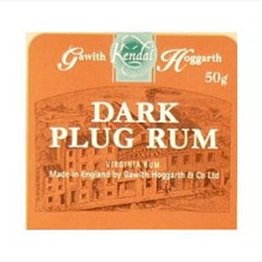 Gawith Kendal Hoggarth
50g
DARK
PLUG RUM
VIRGINIA RUM
Made in England by Gawith Hoggarth & Co Ltd